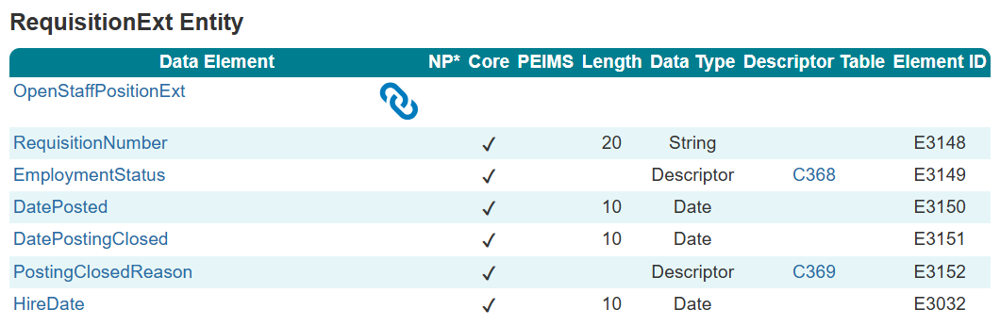 RequisitionExt Entity
Data Element NP* Core PEIMS Length Data Type Descriptor Table Element ID
OpenStaffPositionExt
RequisitionNumber ✓ 20 String E3148
EmploymentStatus ✓ Descriptor C368 E3149
DatePosted ✓ 10 Date E3150
DatePostingClosed ✓ 10 Date E3151
PostingClosedReason ✓ Descriptor C369 E3152
HireDate ✓ 10 Date E3032